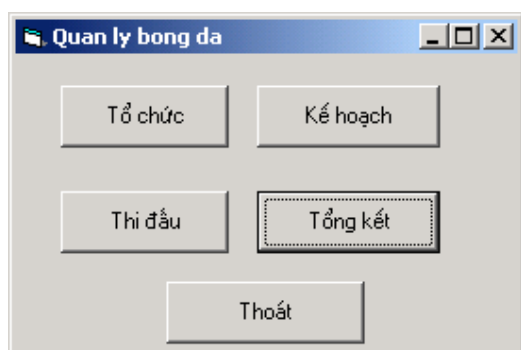 Quan ly bong da
Tổ chức Kế hoạch
Thi đấu Tổng kết
Thoát